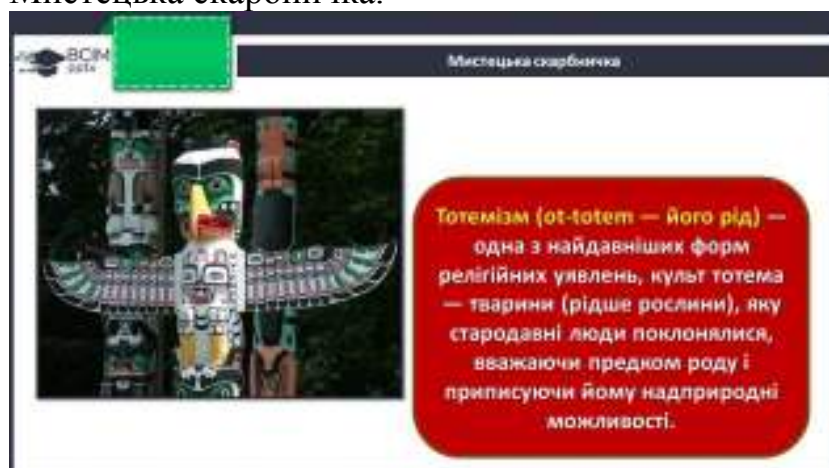 Мистецька скарбничка.
ВСІМ
pptx
Мистецька скарбничка
Тотемізм (ot-totem — його рід) —
одна з найдавніших форм
релігійних уявлень, культ тотема
— тварини (рідше рослини), яку
стародавні люди поклонялися,
вважаючи предком роду і
приписуючи йому надприродні
можливості.